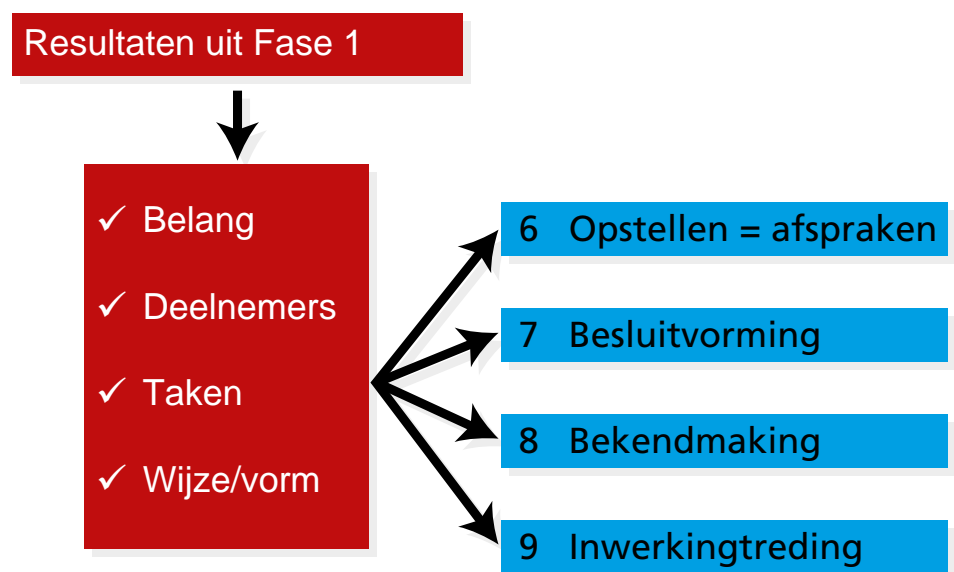 Resultaten uit Fase 1
✓ Belang
✓ Deelnemers
✓ Taken
✓ Wijze/vorm
6 Opstellen = afspraken
7 Besluitvorming
8 Bekendmaking
9 Inwerkingtreding